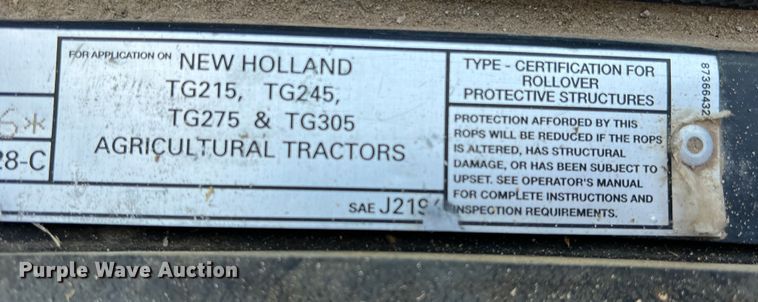 FOR APPLICATION ON NEW HOLLAND
TG215, TG245,
TG275 & TG305
AGRICULTURAL TRACTORS
SAE
TYPE - CERTIFICATION FOR
ROLLOVER
PROTECTIVE STRUCTURES
PROTECTION AFFORDED BY THIS
ROPS WILL BE REDUCED IF THE ROPS
IS ALTERED, HAS STRUCTURAL
DAMAGE, OR HAS BEEN SUBJECT TO
UPSET. SEE OPERATOR'S MANUAL
FOR COMPLETE INSTRUCTIONS AND
INSPECTION REQUIREMENTS.
87366432
28-C
Purple Wave Auction